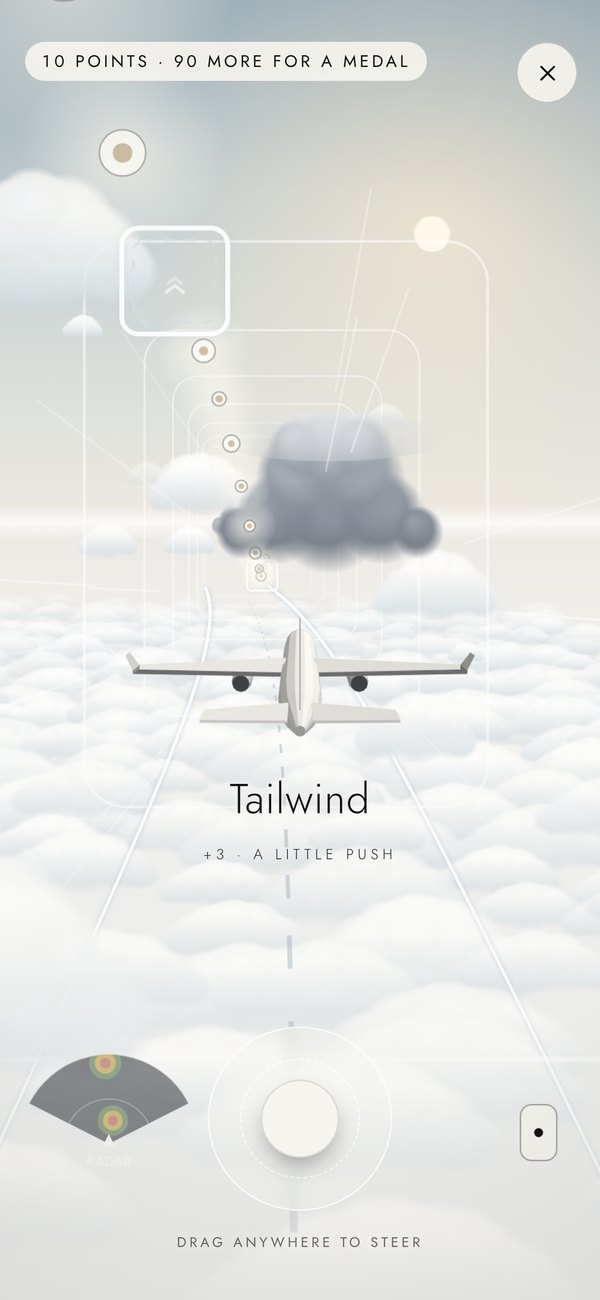 10 POINTS · 90 MORE FOR A MEDAL
Tailwind
+3 · A LITTLE PUSH
RADAR
DRAG ANYWHERE TO STEER